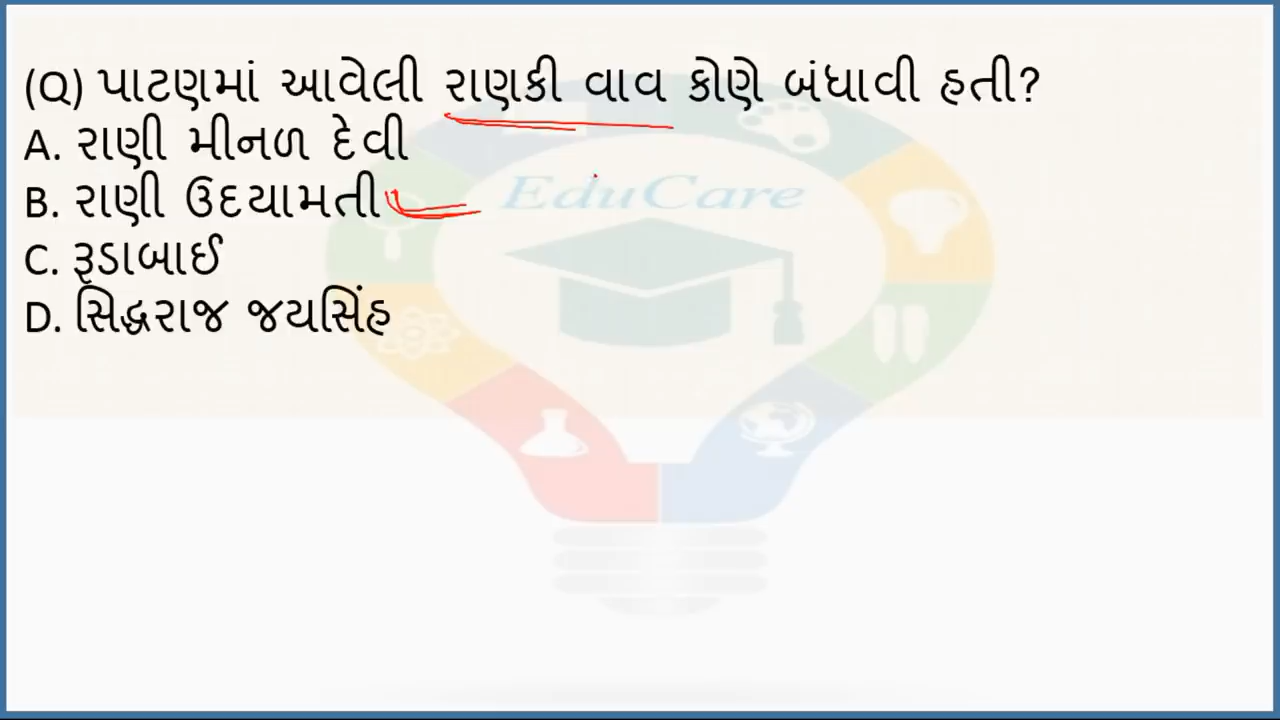 (Q) પાટણમાં આવેલી રાણકી વાવ કોણે બંધાવી હતી?
A. રાણી મીનળ દેવી
B. રાણી ઉદયામતી
EduCare
C. રૂડાબાઈ
D. સિદ્ધરાજ જયસિંહ